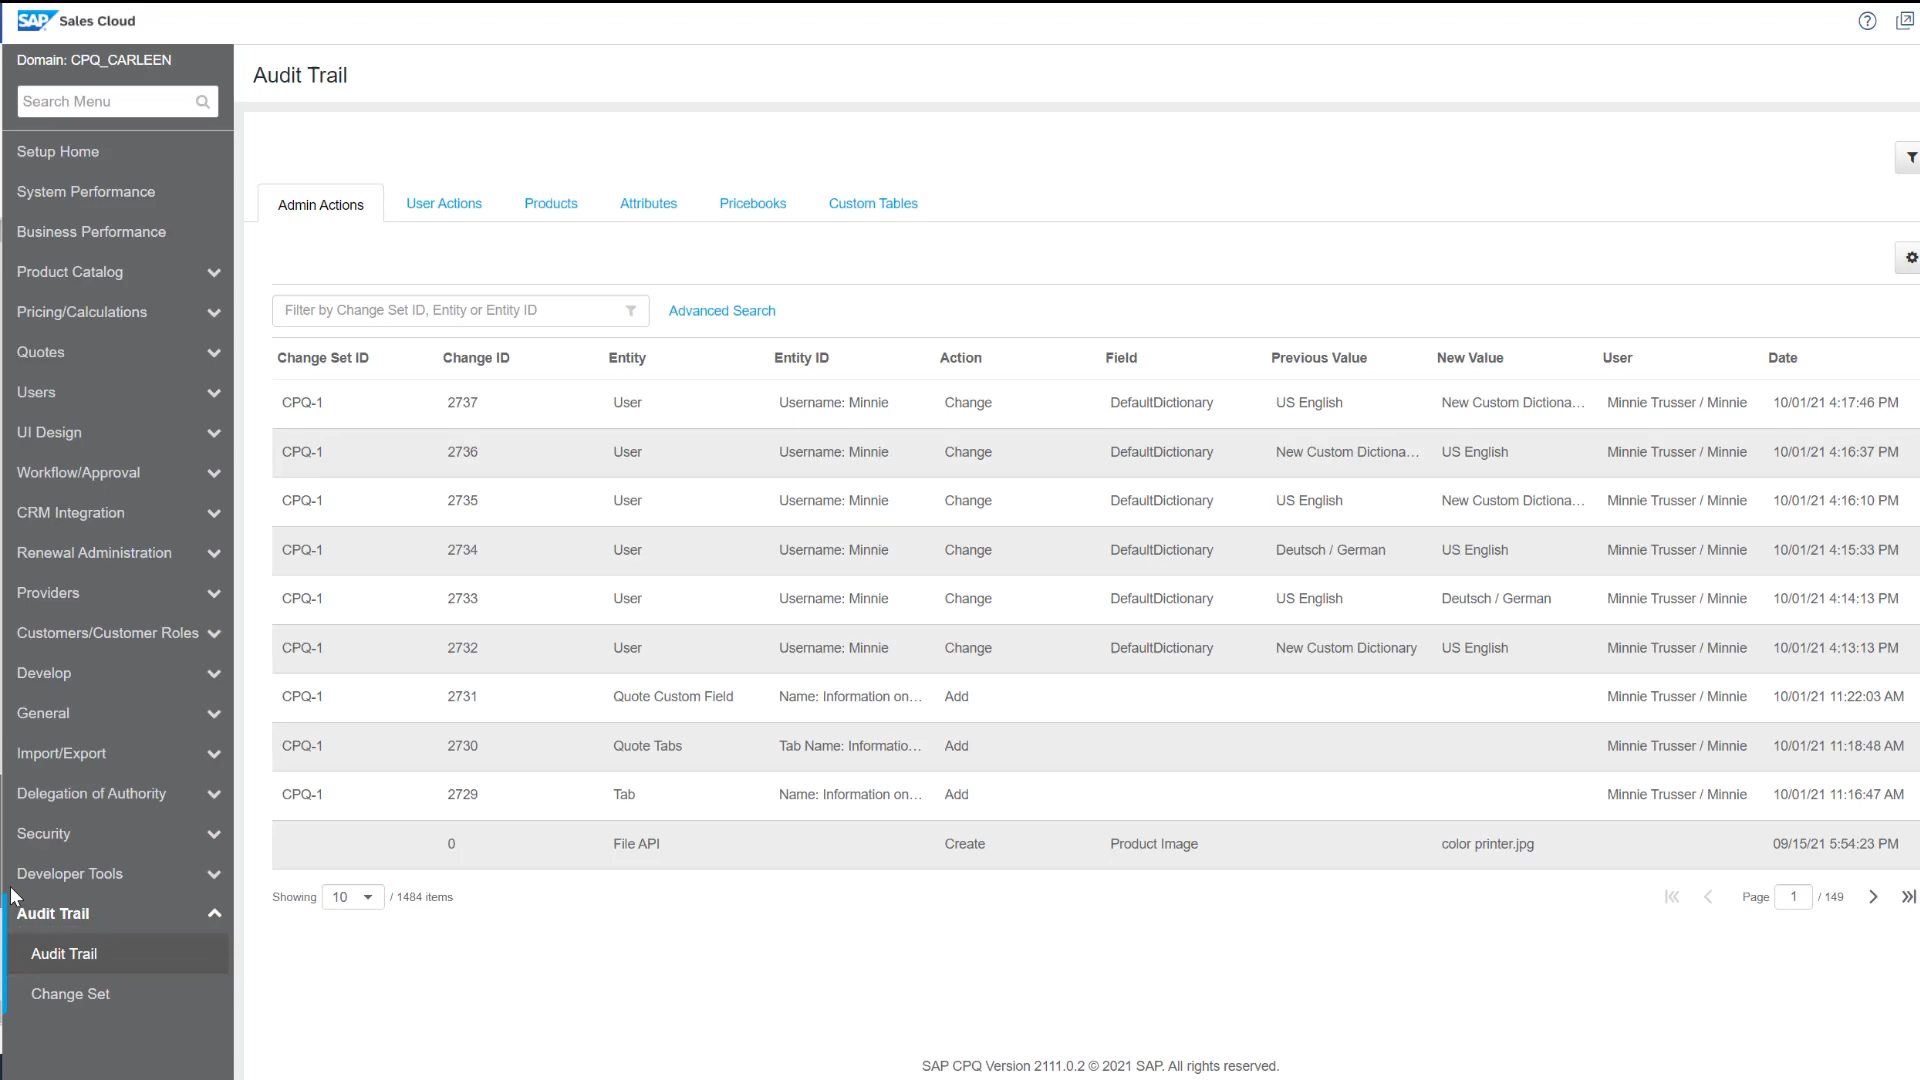 SAP Sales Cloud
Domain: CPQ_CARLEEN
Search Menu
Setup Home
System Performance
Business Performance
Product Catalog
Pricing/Calculations
Quotes
Users
UI Design
Workflow/Approval
CRM Integration
Renewal Administration
Providers
Customers/Customer Roles
Develop
General
Import/Export
Delegation of Authority
Security
Developer Tools
Audit Trail
Audit Trail
Change Set
Audit Trail
Admin Actions User Actions Products Attributes Pricebooks Custom Tables
Filter by Change Set ID, Entity or Entity ID Advanced Search
Change Set ID Change ID Entity Entity ID Action Field Previous Value New Value User Date
CPQ-1 2737 User Username: Minnie Change DefaultDictionary US English New Custom Dictiona... Minnie Trusser / Minnie 10/01/21 4:17:46 PM
CPQ-1 2736 User Username: Minnie Change DefaultDictionary New Custom Dictiona... US English Minnie Trusser / Minnie 10/01/21 4:16:37 PM
CPQ-1 2735 User Username: Minnie Change DefaultDictionary US English New Custom Dictiona... Minnie Trusser / Minnie 10/01/21 4:16:10 PM
CPQ-1 2734 User Username: Minnie Change DefaultDictionary Deutsch / German US English Minnie Trusser / Minnie 10/01/21 4:15:33 PM
CPQ-1 2733 User Username: Minnie Change DefaultDictionary US English Deutsch / German Minnie Trusser / Minnie 10/01/21 4:14:13 PM
CPQ-1 2732 User Username: Minnie Change DefaultDictionary New Custom Dictionary US English Minnie Trusser / Minnie 10/01/21 4:13:13 PM
CPQ-1 2731 Quote Custom Field Name: Information on... Add Minnie Trusser / Minnie 10/01/21 11:22:03 AM
CPQ-1 2730 Quote Tabs Tab Name: Informatio... Add Minnie Trusser / Minnie 10/01/21 11:18:48 AM
CPQ-1 2729 Tab Name: Information on... Add Minnie Trusser / Minnie 10/01/21 11:16:47 AM
0 File API Create Product Image color printer.jpg 09/15/21 5:54:23 PM
Showing 10 / 1484 items Page 1 / 149
SAP CPQ Version 2111.0.2 © 2021 SAP. All rights reserved.